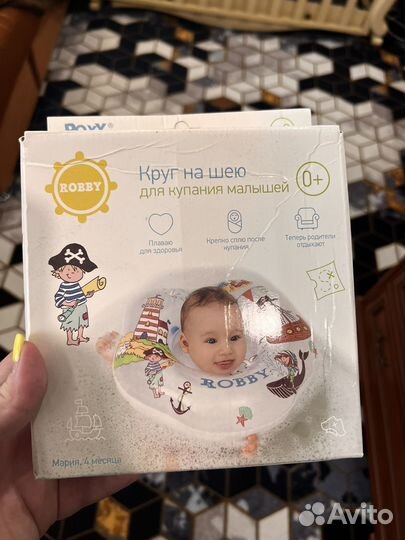 Roxy
ROBBY
Круг на шею
для купания малышей
0+
Плаваю
для здоровья
Крепко сплю после
купания
Теперь родители
отдыхают
ROBBY
Мария, 4 месяца
Avito